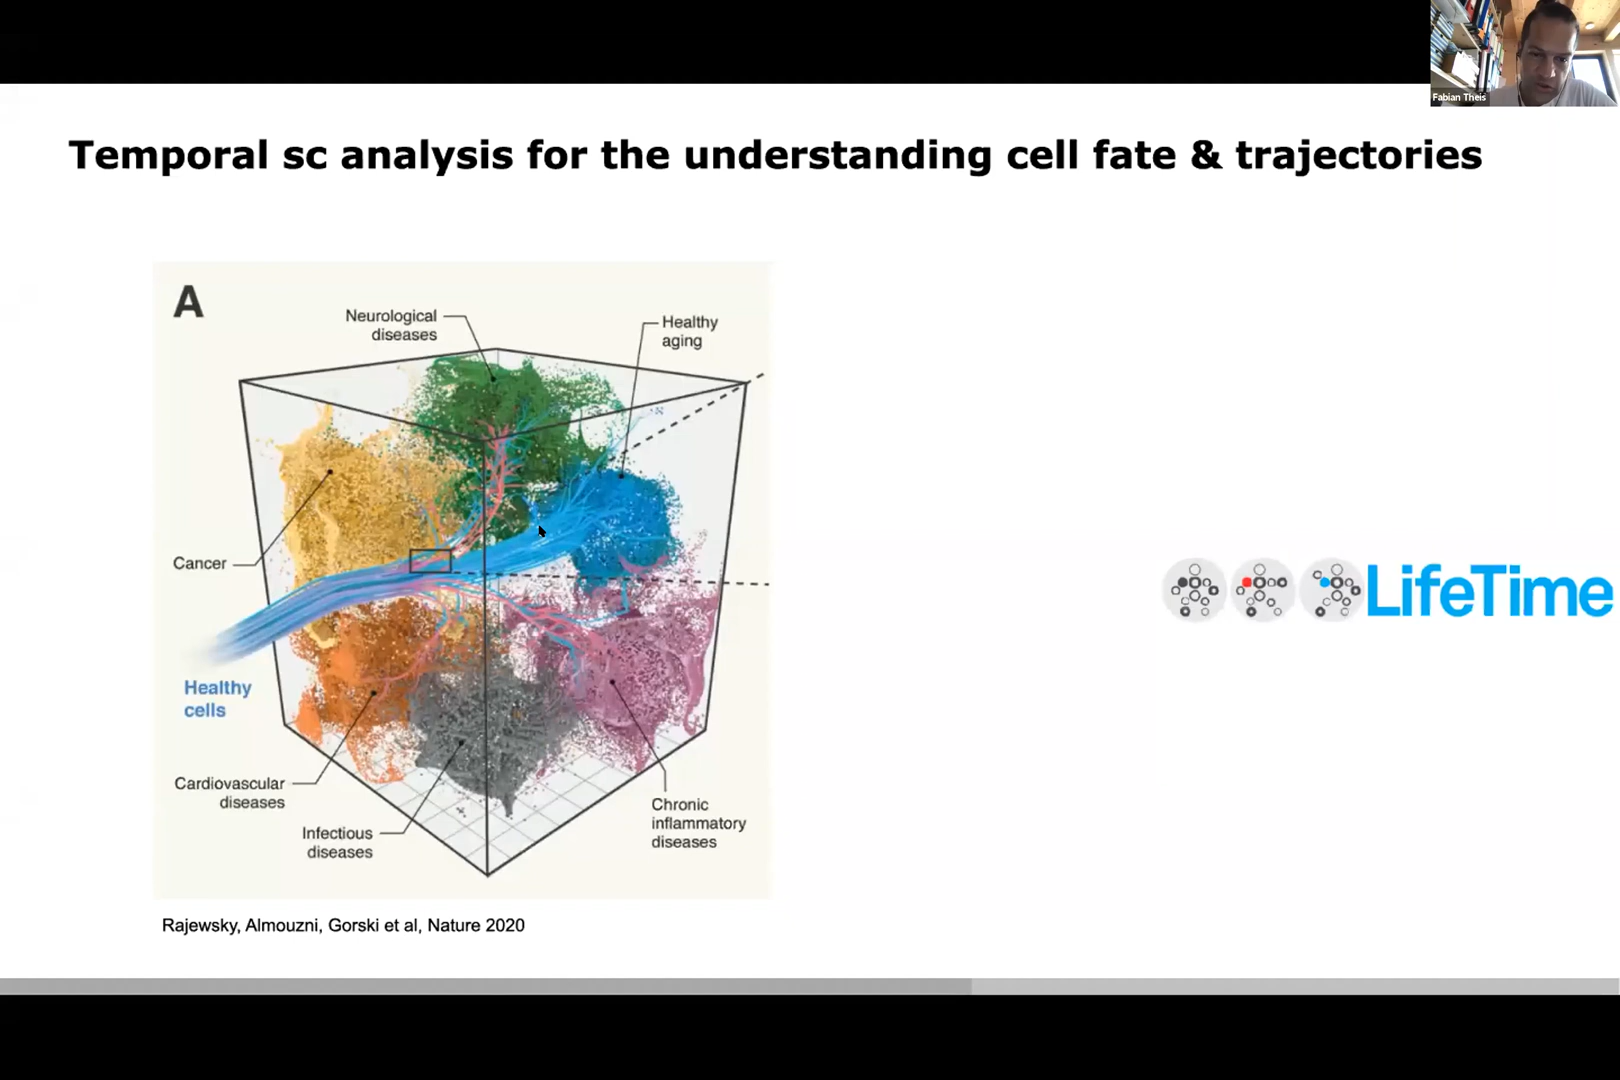 Fabian Theis
Temporal sc analysis for the understanding cell fate & trajectories
A
Neurological
diseases
Healthy
aging
Cancer
Healthy
cells
Cardiovascular
diseases
Infectious
diseases
Chronic
inflammatory
diseases
LifeTime
Rajewsky, Almouzni, Gorski et al, Nature 2020